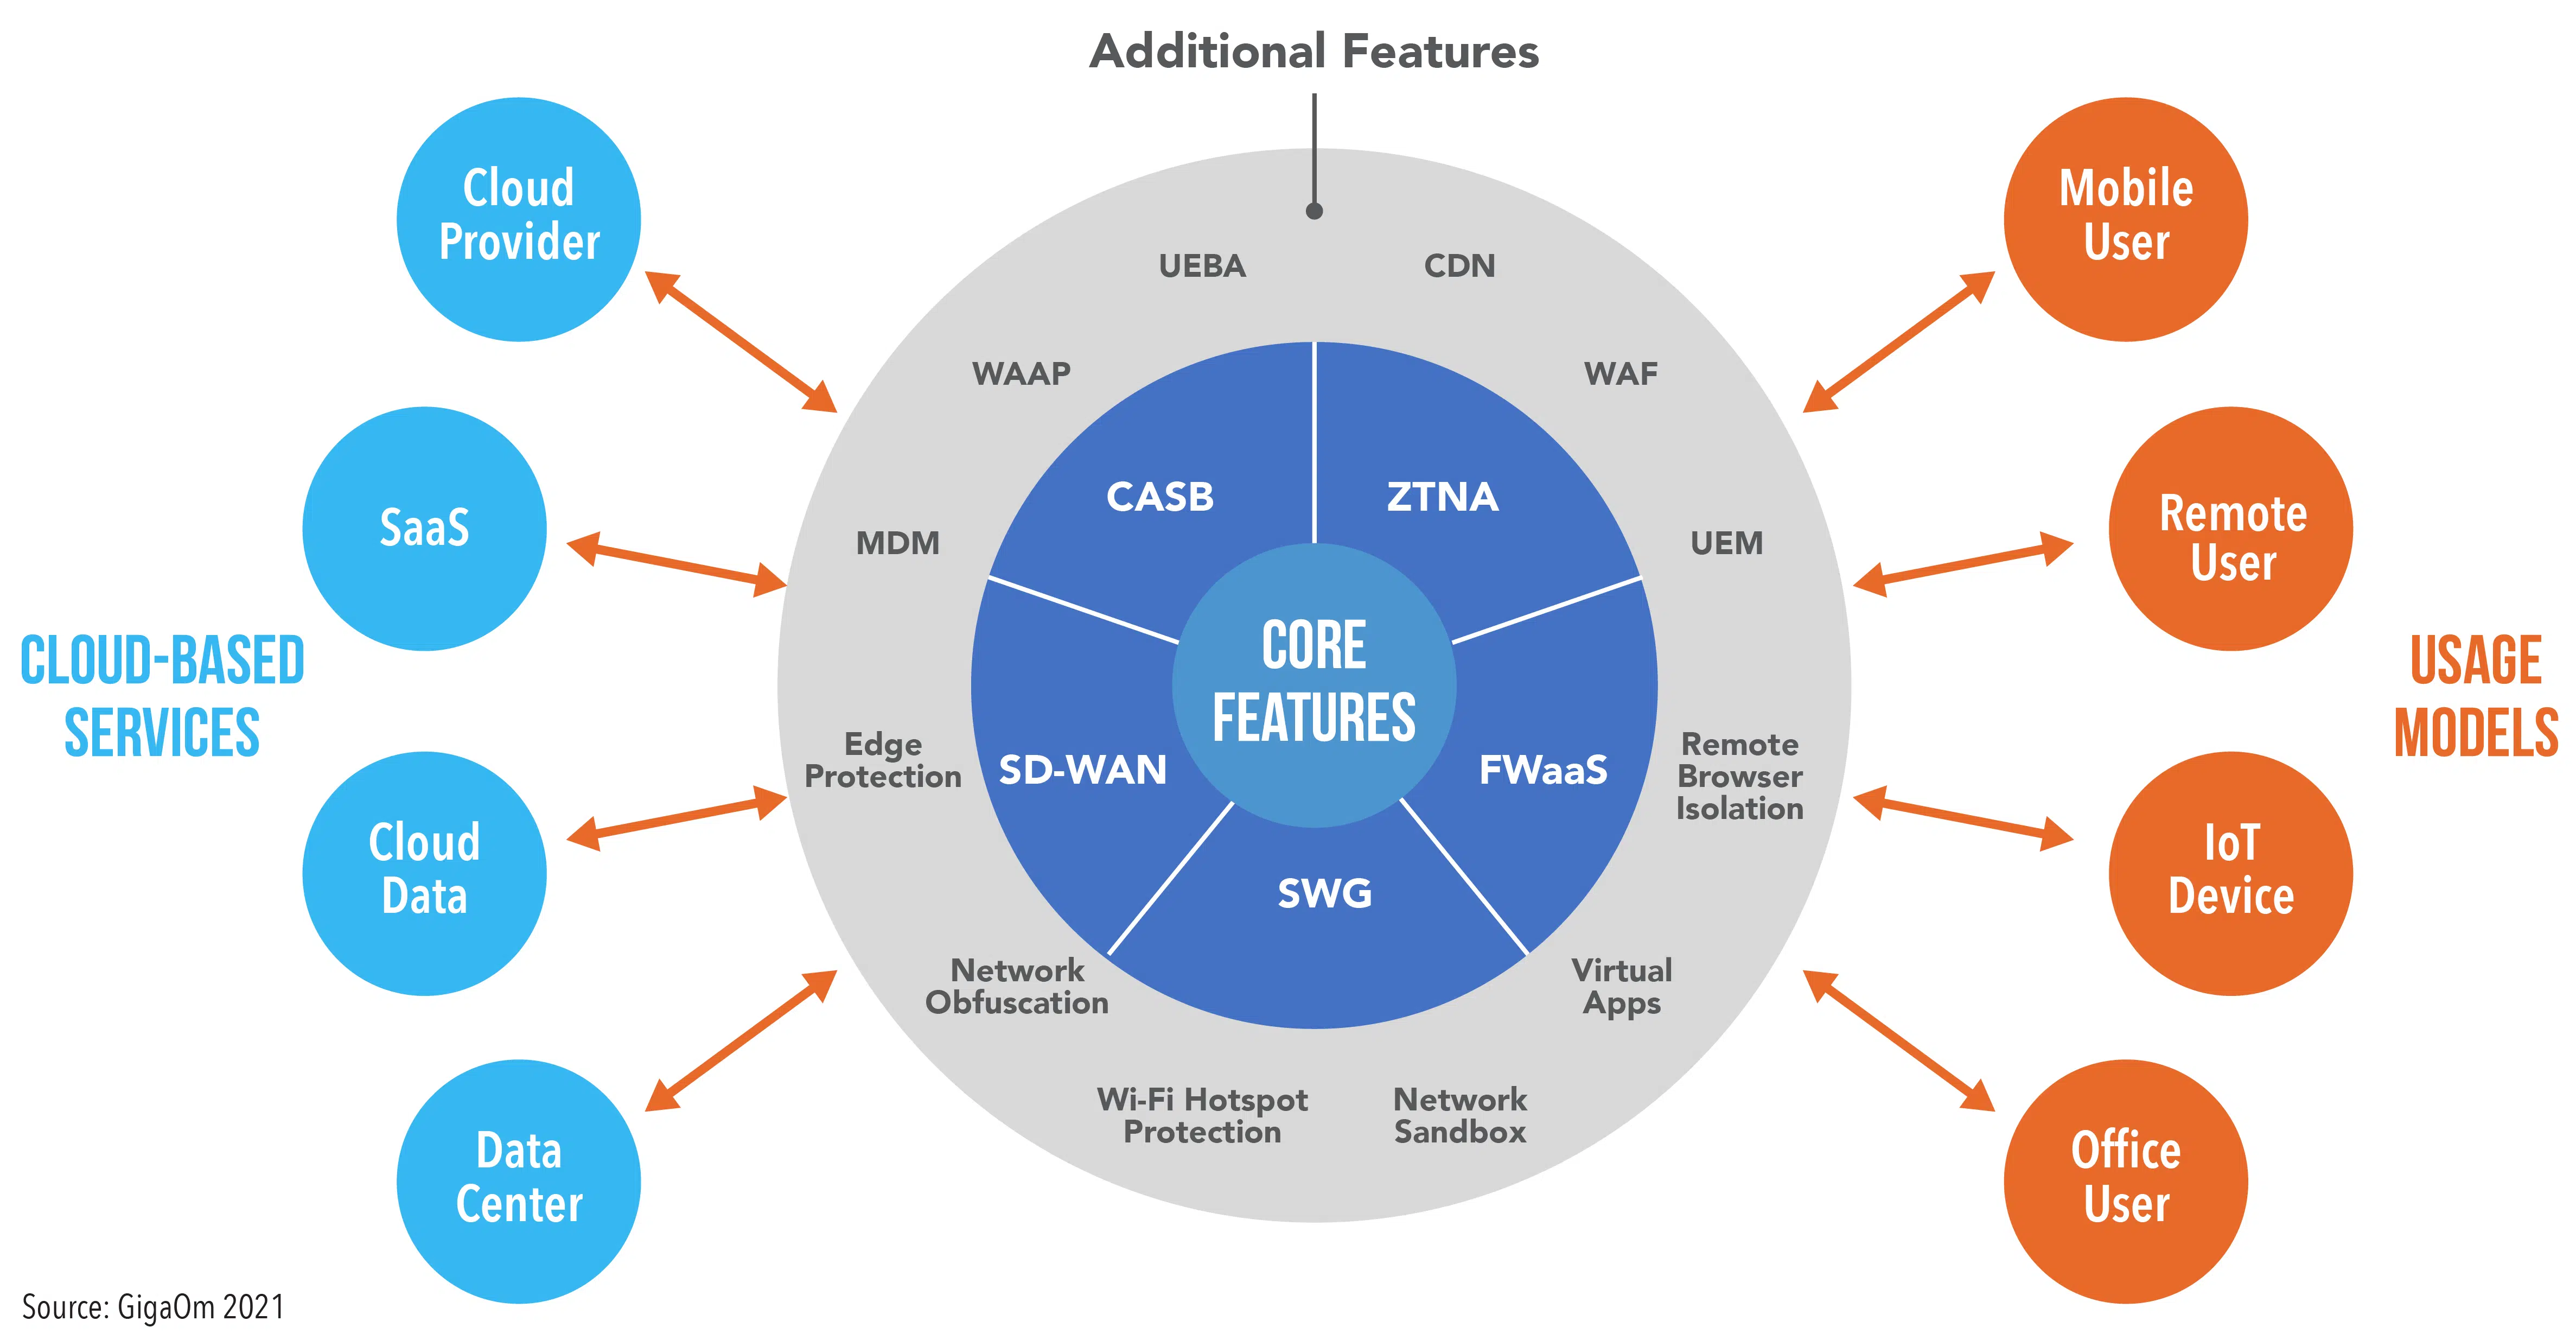 Additional Features
Cloud
Provider
SaaS
CLOUD-BASED
SERVICES
Cloud
Data
Data
Center
UEBA
CDN
WAAP
WAF
MDM
UEM
Edge
Protection
Remote
Browser
Isolation
Network
Obfuscation
Virtual
Apps
Wi-Fi Hotspot
Protection
Network
Sandbox
CASB
ZTNA
SD-WAN
FWaaS
SWG
CORE
FEATURES
Mobile
User
Remote
User
USAGE
MODELS
IoT
Device
Office
User
Source: GigaOm 2021